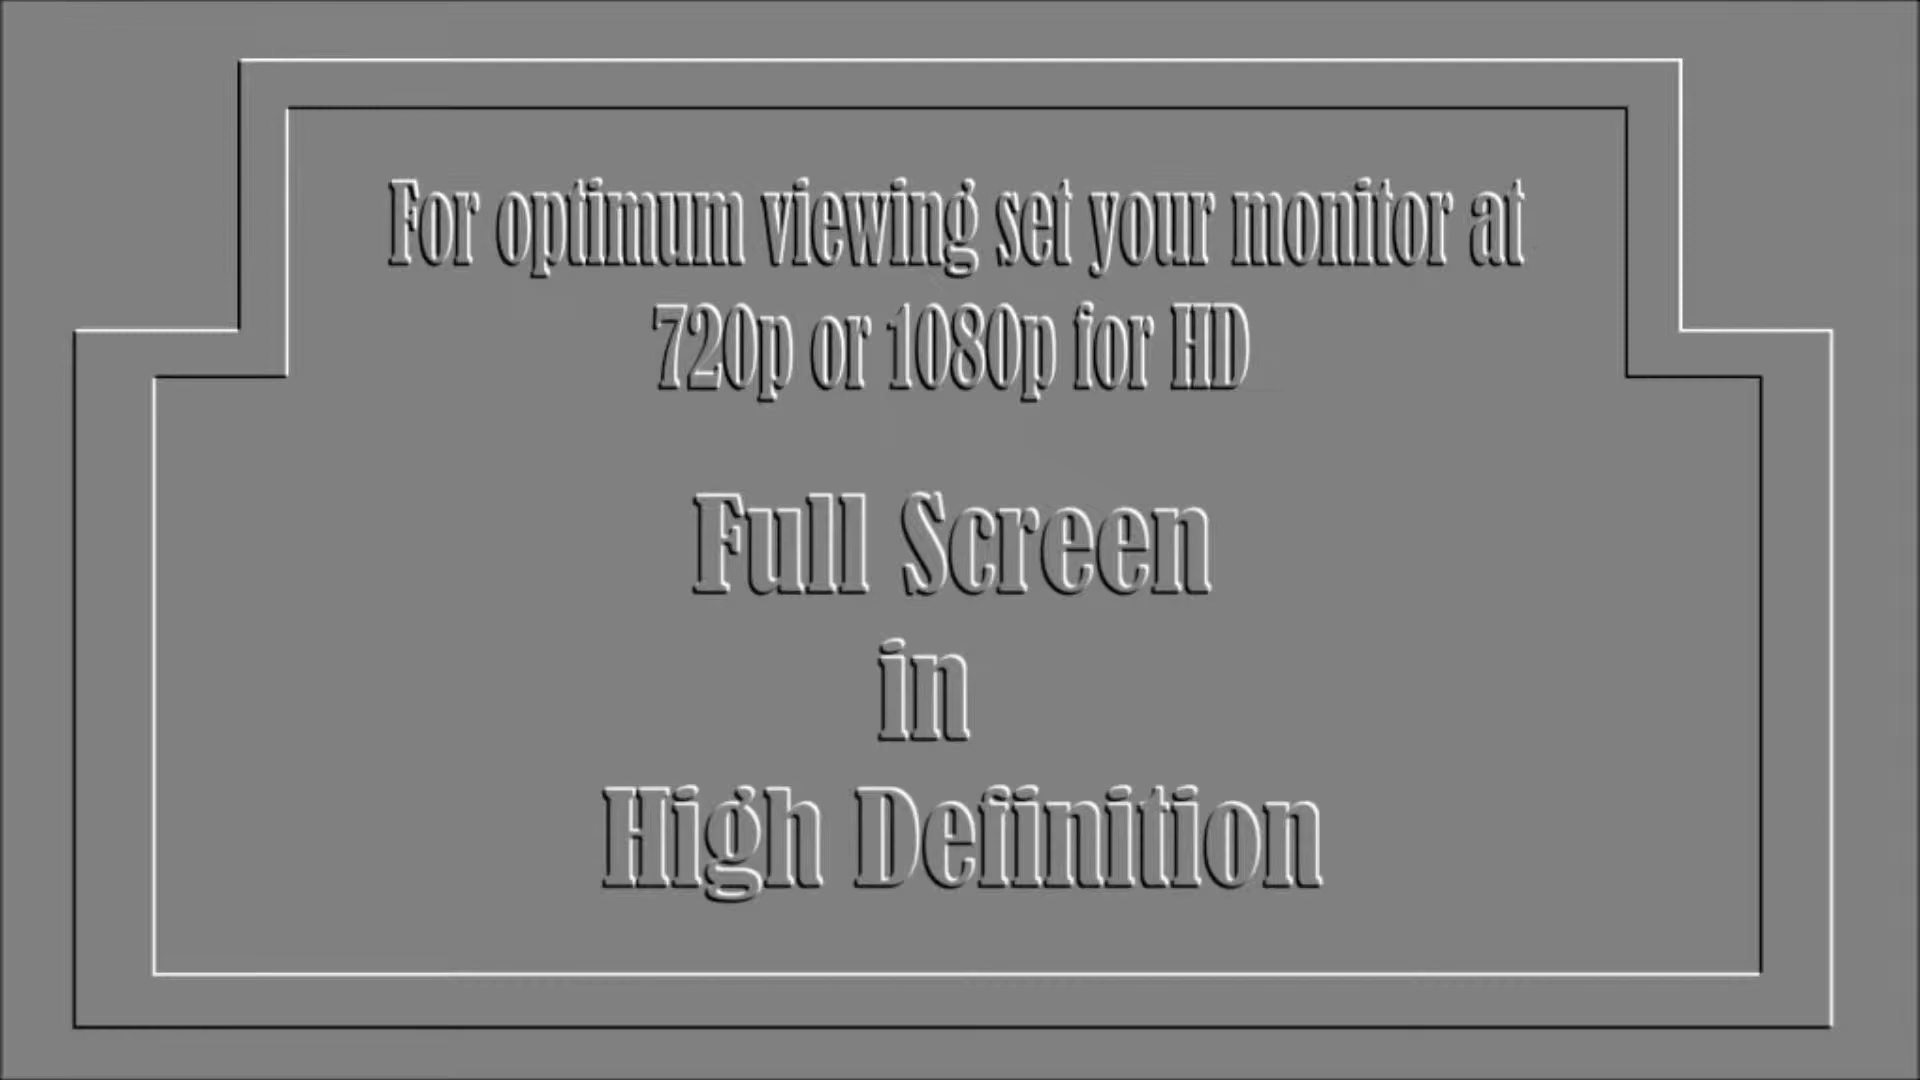 For optimum viewing set your monitor at
720p or 1080p for HD
Full Screen
in
High Definition